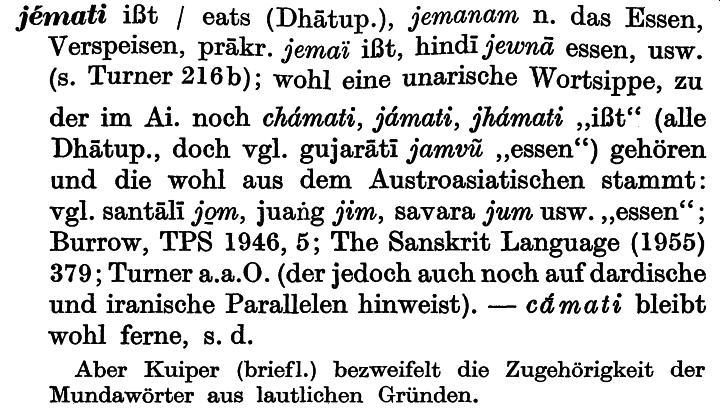 jémati ißt / eats (Dhātup.), jemanam n. das Essen,
Verspeisen, prākr. jemaï ißt, hindī jewnā essen, usw.
(s. Turner 216b); wohl eine unarische Wortsippe, zu
der im Ai. noch chámati, jámati, jhámati „ißt“ (alle
Dhātup., doch vgl. gujarātī jamvũ „essen“) gehören
und die wohl aus dem Austroasiatischen stammt:
vgl. santālī jo̱m, juaṅg jim, savara jum usw. „essen“;
Burrow, TPS 1946, 5; The Sanskrit Language (1955)
379; Turner a.a.O. (der jedoch auch noch auf dardische
und iranische Parallelen hinweist). — cā́mati bleibt
wohl ferne, s. d.
Aber Kuiper (briefl.) bezweifelt die Zugehörigkeit der
Mundawörter aus lautlichen Gründen.